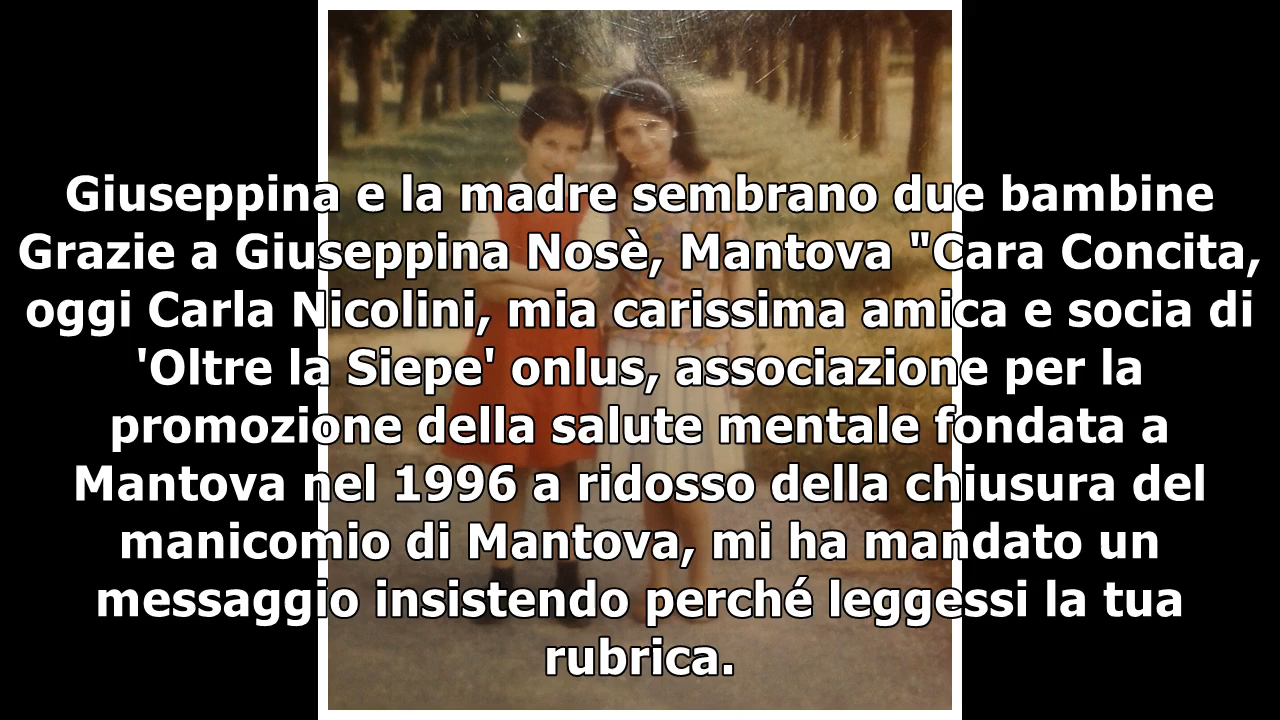 Giuseppina e la madre sembrano due bambine
Grazie a Giuseppina Nosè, Mantova "Cara Concita,
oggi Carla Nicolini, mia carissima amica e socia di
'Oltre la Siepe' onlus, associazione per la
promozione della salute mentale fondata a
Mantova nel 1996 a ridosso della chiusura del
manicomio di Mantova, mi ha mandato un
messaggio insistendo perché leggessi la tua
rubrica.